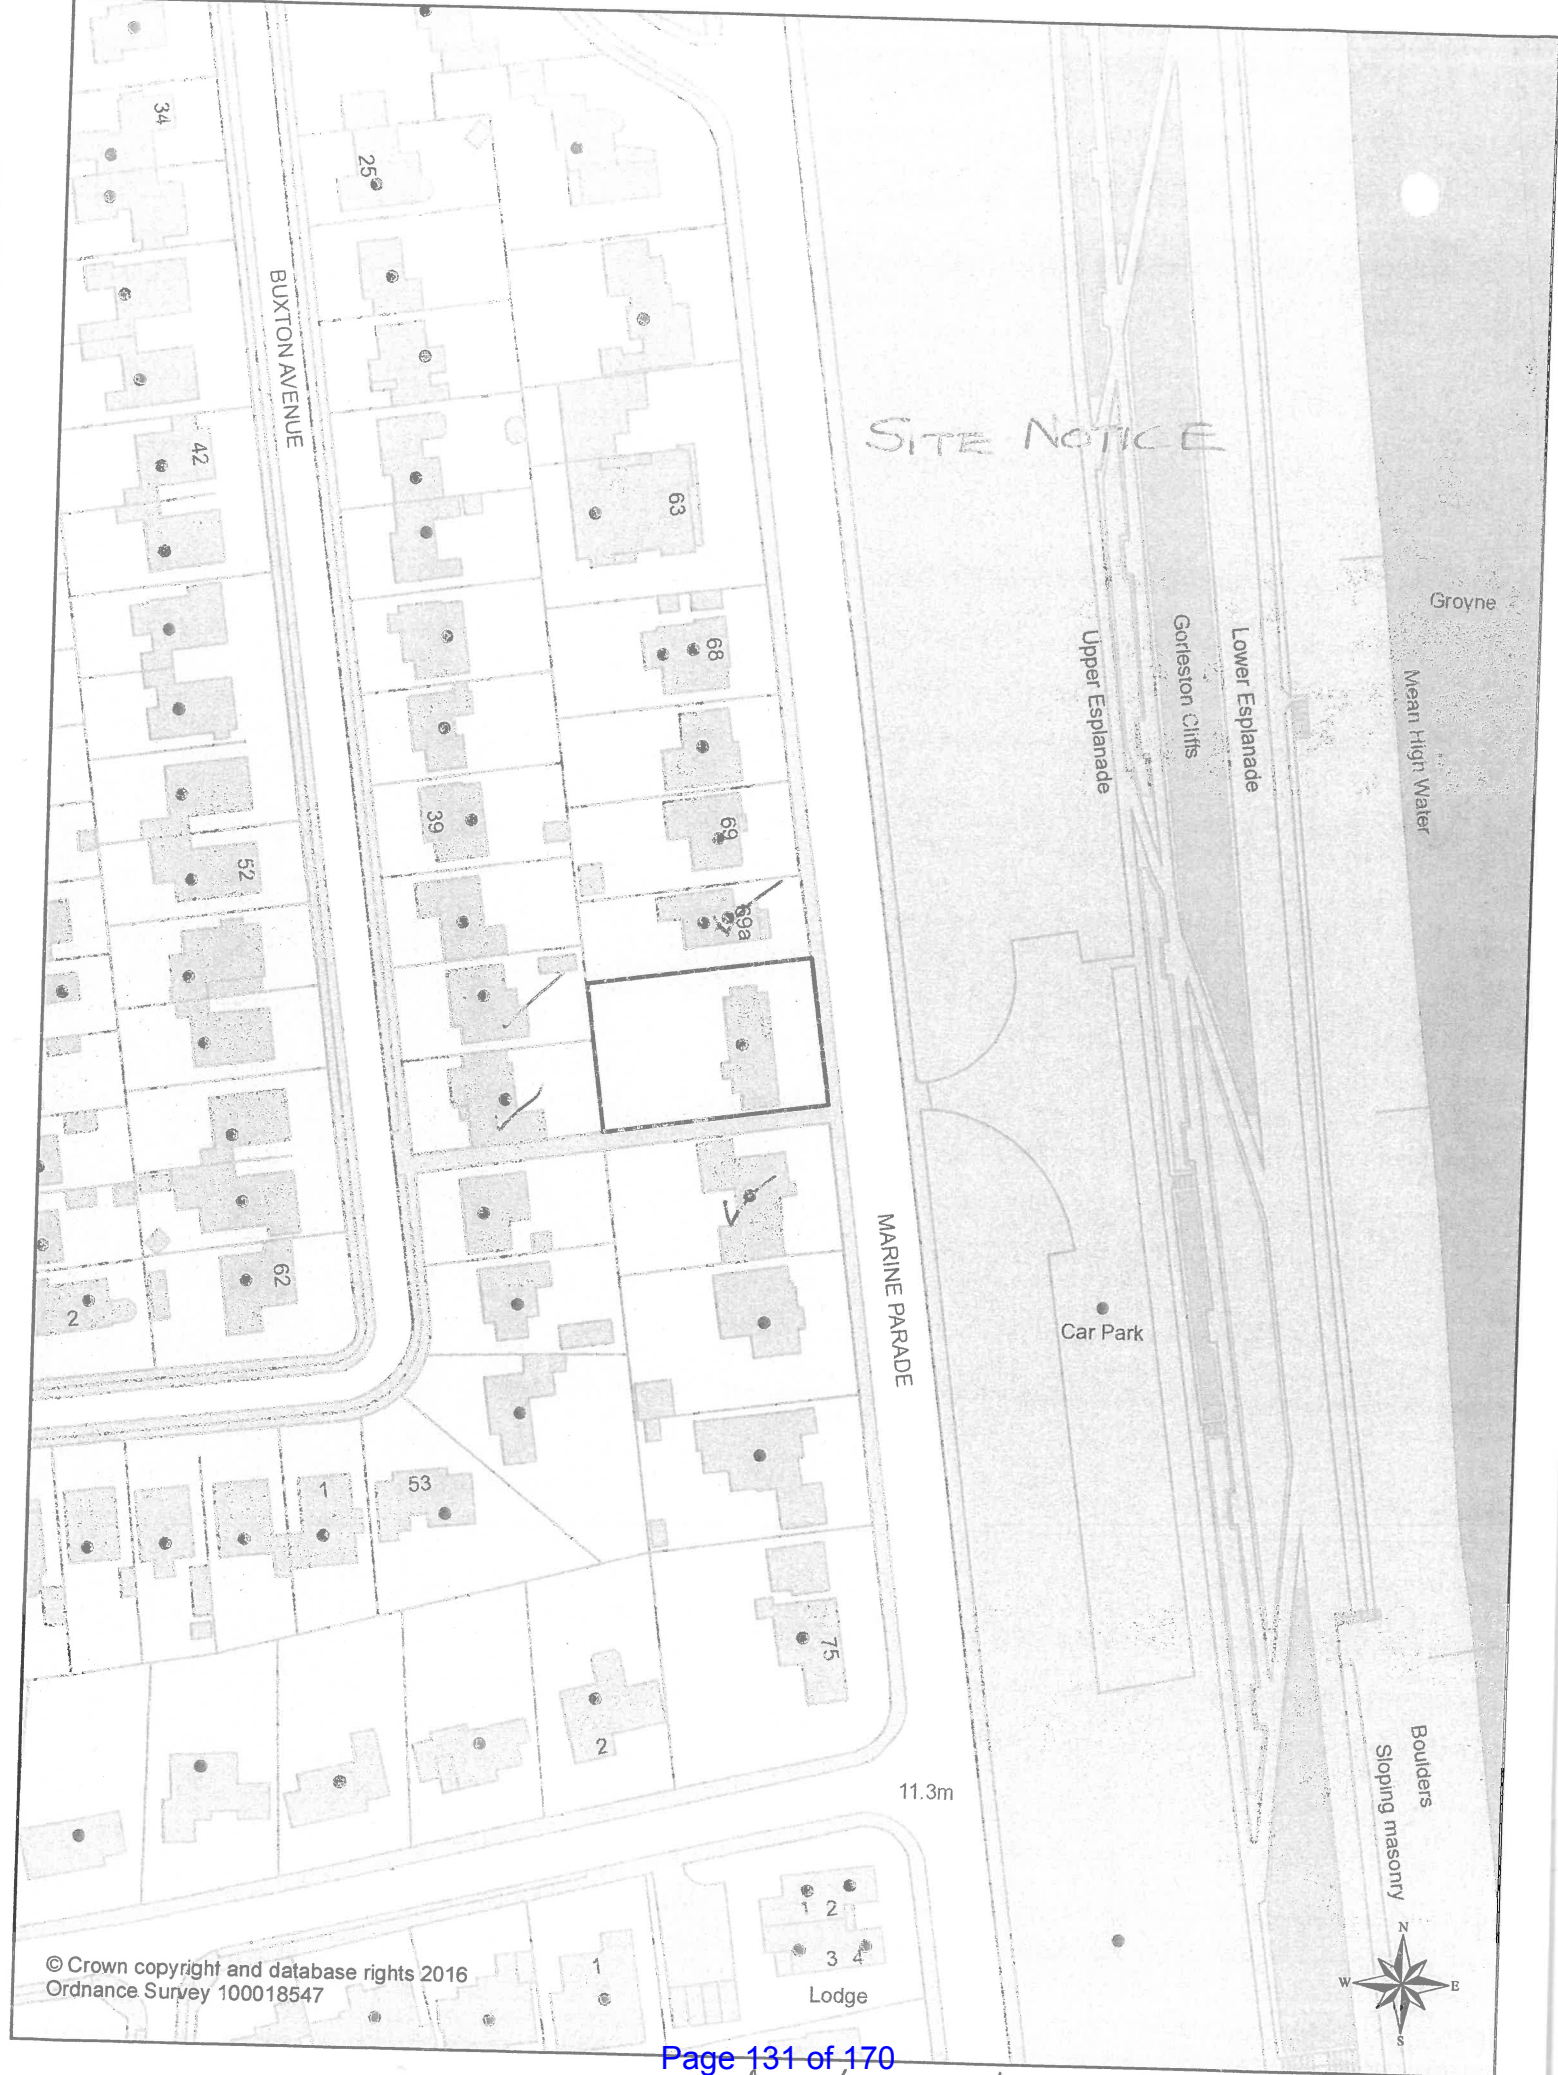 34
25
BUXTON AVENUE
SITE NOTICE
42
63
Groyne
68
Upper Esplanade
Gorleston Cliffs
Lower Esplanade
Mean High Water
39
69
52
69a
MARINE PARADE
62
2
Car Park
53
1
75
2
Boulders
Sloping masonry
11.3m
1 2
3 4
Lodge
1
N
W E
S
© Crown copyright and database rights 2016
Ordnance Survey 100018547
Page 131 of 170